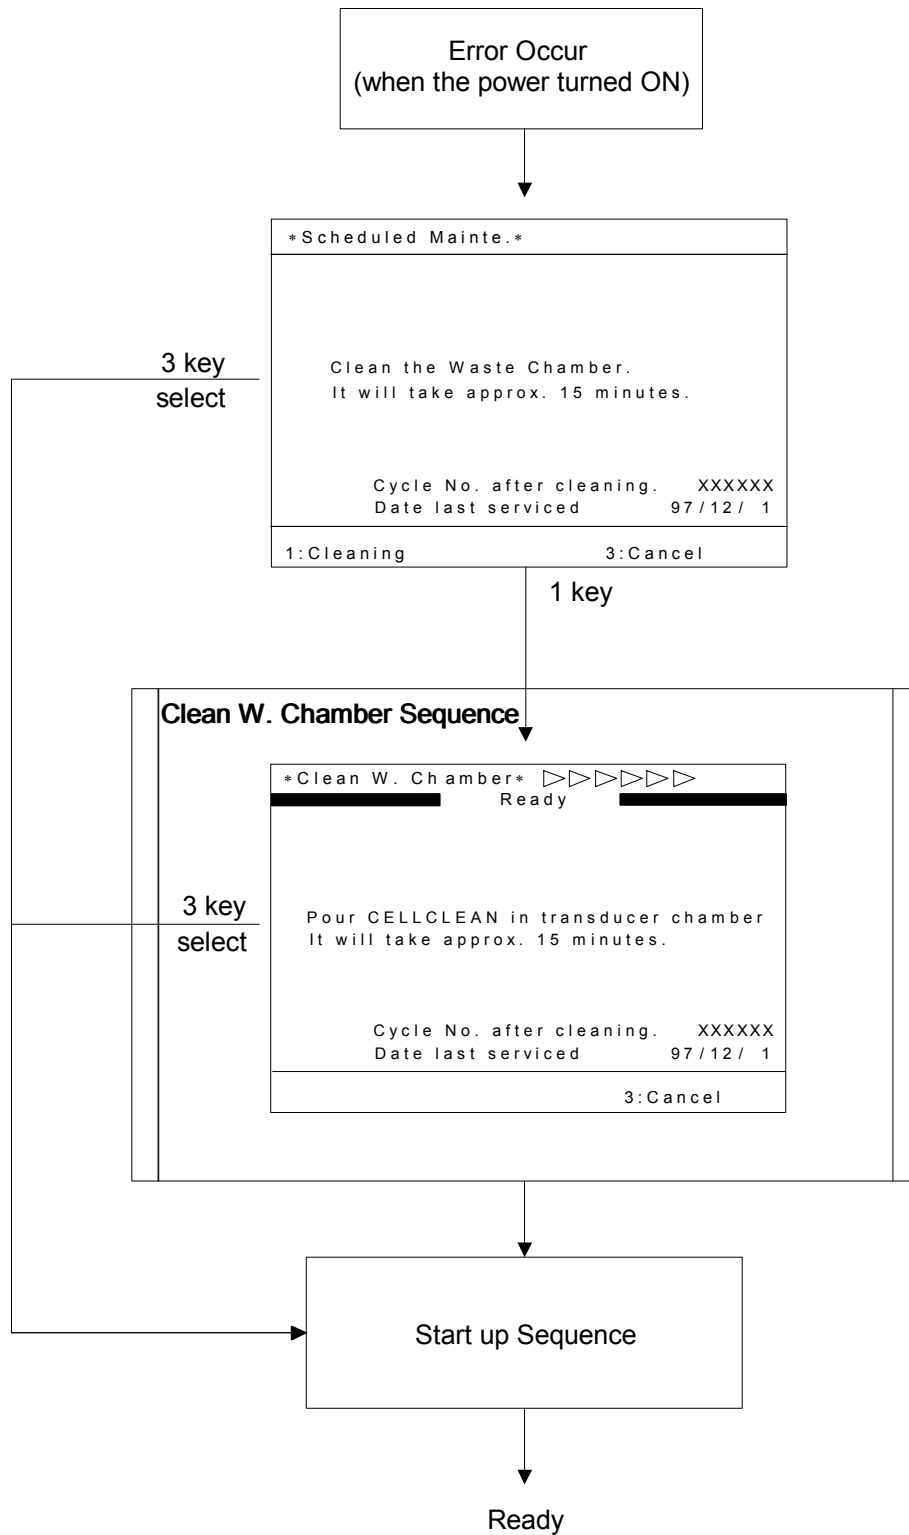 Error Occur
(when the power turned ON)
*Scheduled Mainte.*
3 key
select
Clean the Waste Chamber.
It will take approx. 15 minutes.
Cycle No. after cleaning. XXXXXX
Date last serviced 97/12/ 1
1:Cleaning 3:Cancel
1 key
Clean W. Chamber Sequence
*Clean W. Chamber*
Ready
3 key
select
Pour CELLCLEAN in transducer chamber
It will take approx. 15 minutes.
Cycle No. after cleaning. XXXXXX
Date last serviced 97/12/ 1
3:Cancel
Start up Sequence
Ready